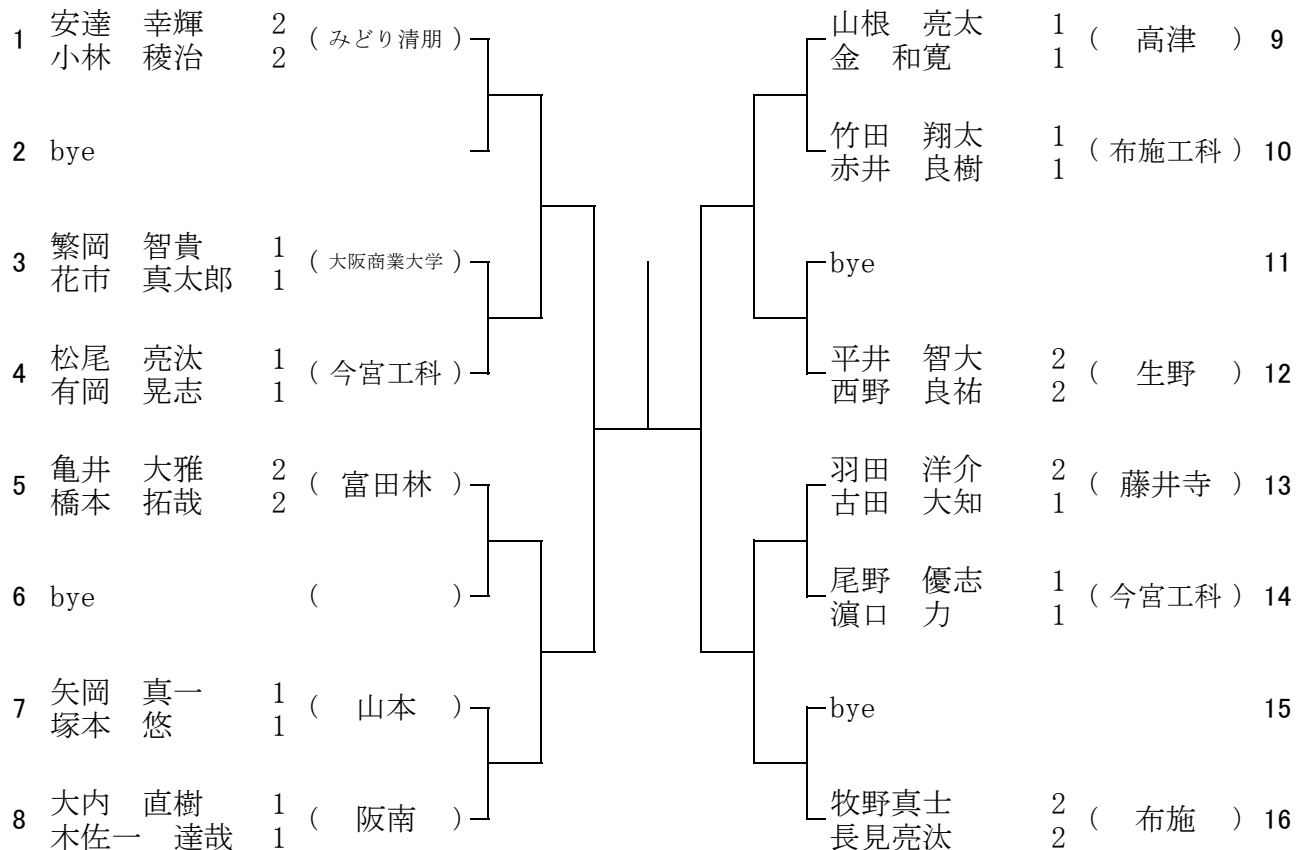 1 安達　幸輝 2 ( みどり清朋 )
小林　稜治 2
2 bye
3 繁岡　智貴 1 ( 大阪商業大学 )
花市　真太郎 1
4 松尾　亮汰 1 ( 今宮工科 )
有岡　晃志 1
5 亀井　大雅 2 ( 富田林 )
橋本　拓哉 2
6 bye ( )
7 矢岡　真一 1 ( 山本 )
塚本　悠 1
8 大内　直樹 1 ( 阪南 )
木佐一　達哉 1
山根　亮太 1 ( 高津 ) 9
金　和寛 1
竹田　翔太 1 ( 布施工科 ) 10
赤井　良樹 1
bye 11
平井　智大 2 ( 生野 ) 12
西野　良祐 2
羽田　洋介 2 ( 藤井寺 ) 13
古田　大知 1
尾野　優志 1 ( 今宮工科 ) 14
濵口　力 1
bye 15
牧野真士 2 ( 布施 ) 16
長見亮汰 2